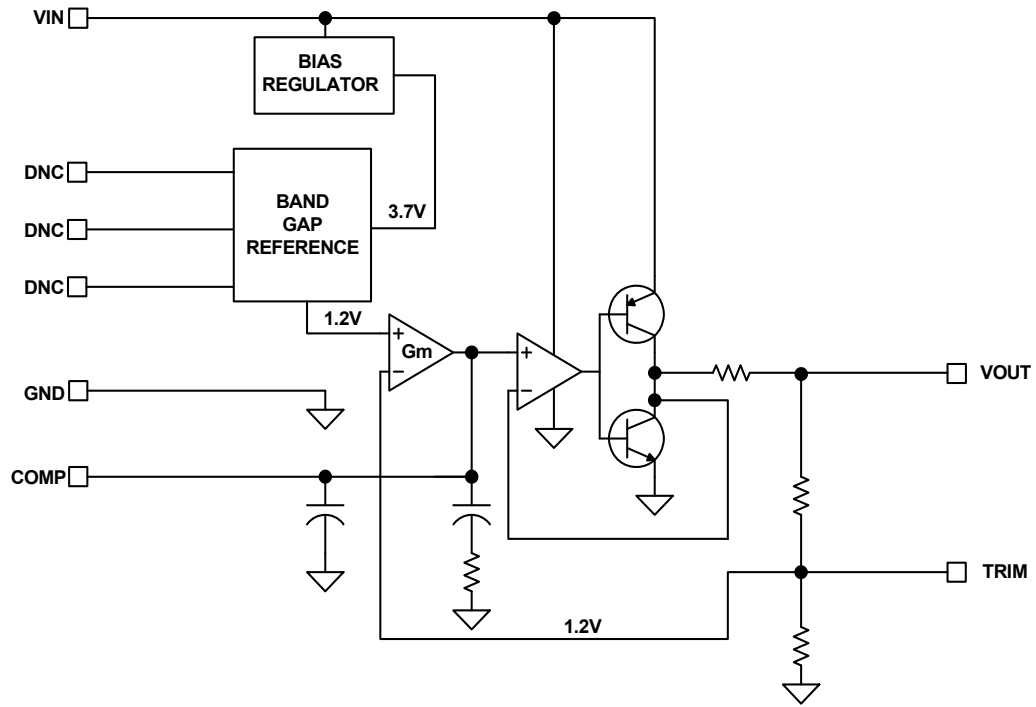 VIN
BIAS
REGULATOR
DNC
BAND
GAP
REFERENCE
3.7V
DNC
DNC
1.2V
+
Gm
−
+
−
GND
VOUT
COMP
TRIM
1.2V